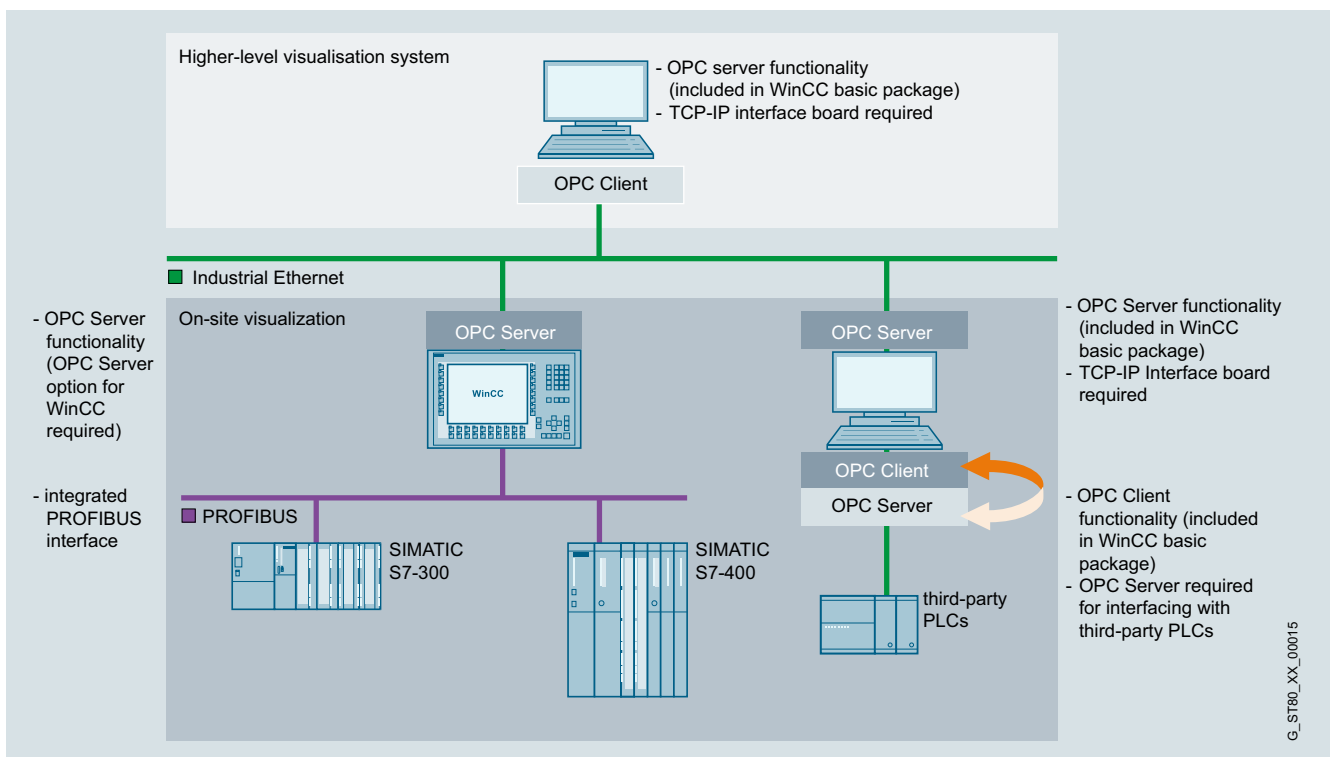 Higher-level visualisation system
- OPC server functionality
(included in WinCC basic package)
- TCP-IP interface board required
OPC Client
Industrial Ethernet
- OPC Server
functionality
(OPC Server
option for
WinCC
required)
- integrated
PROFIBUS
interface
On-site visualization
OPC Server
WinCC
PROFIBUS
SIMATIC
S7-300
SIMATIC
S7-400
OPC Server
OPC Client
OPC Server
third-party
PLCs
- OPC Server functionality
(included in WinCC
basic package)
- TCP-IP Interface board
required
- OPC Client
functionality (included
in WinCC basic
package)
- OPC Server required
for interfacing with
third-party PLCs
G_ST80_XX_00015